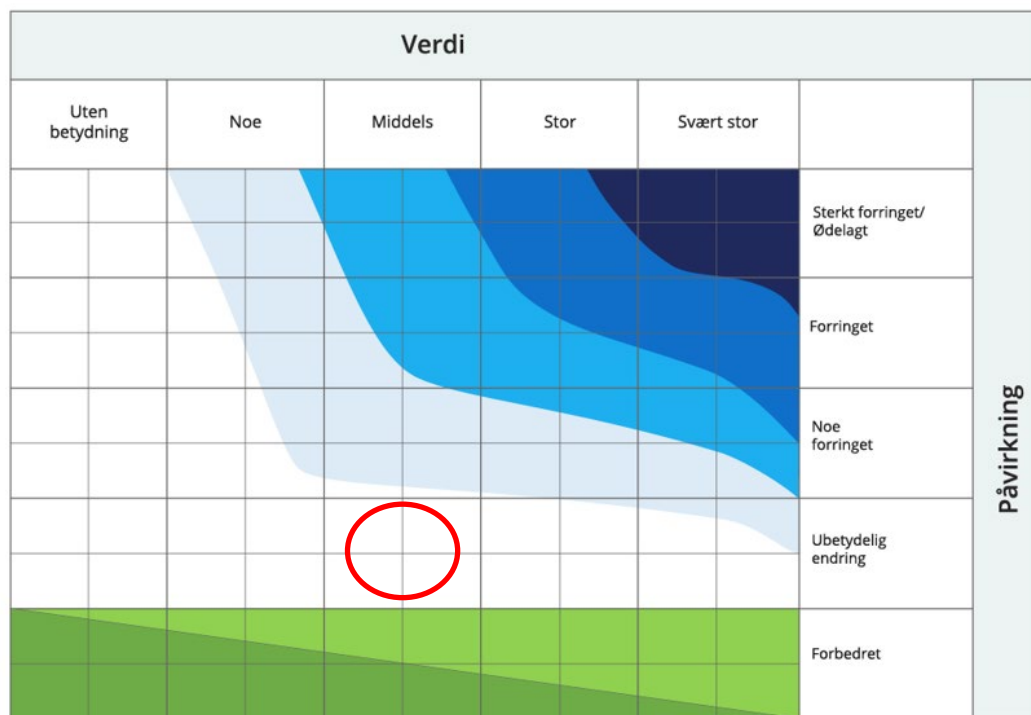 Verdi
Uten
betydning
Noe
Middels
Stor
Svært stor
Sterkt forringet/
Ødelagt
Forringet
Noe
forringet
Ubetydelig
endring
Forbedret
Påvirkning